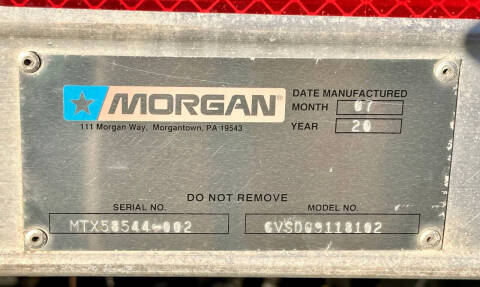 MORGAN
111 Morgan Way, Morgantown, PA 19543
DATE MANUFACTURED
MONTH 07
YEAR 20
DO NOT REMOVE
SERIAL NO. MODEL NO.
MTX58544-002 GVSD09118102